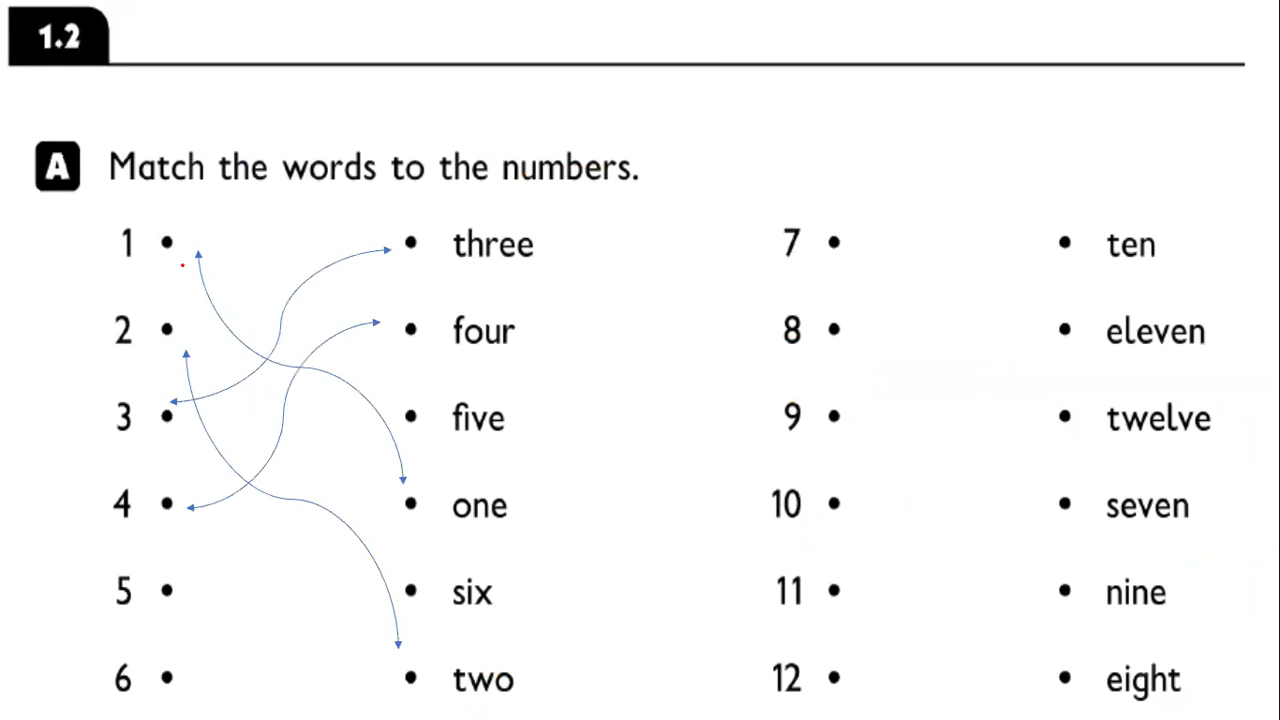 1.2
A Match the words to the numbers.
1 • • three 7 • • ten
2 • • four 8 • • eleven
3 • • five 9 • • twelve
4 • • one 10 • • seven
5 • • six 11 • • nine
6 • • two 12 • • eight